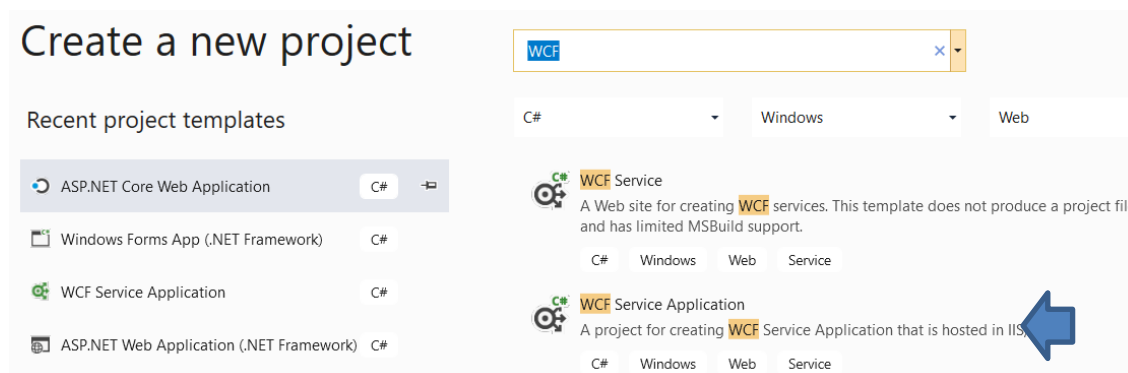 Create a new project
WCF
Recent project templates
C#
Windows
Web
ASP.NET Core Web Application C#
Windows Forms App (.NET Framework) C#
WCF Service Application C#
ASP.NET Web Application (.NET Framework) C#
C#
WCF Service
A Web site for creating WCF services. This template does not produce a project fil
and has limited MSBuild support.
C# Windows Web Service
C#
WCF Service Application
A project for creating WCF Service Application that is hosted in IIS
C# Windows Web Service